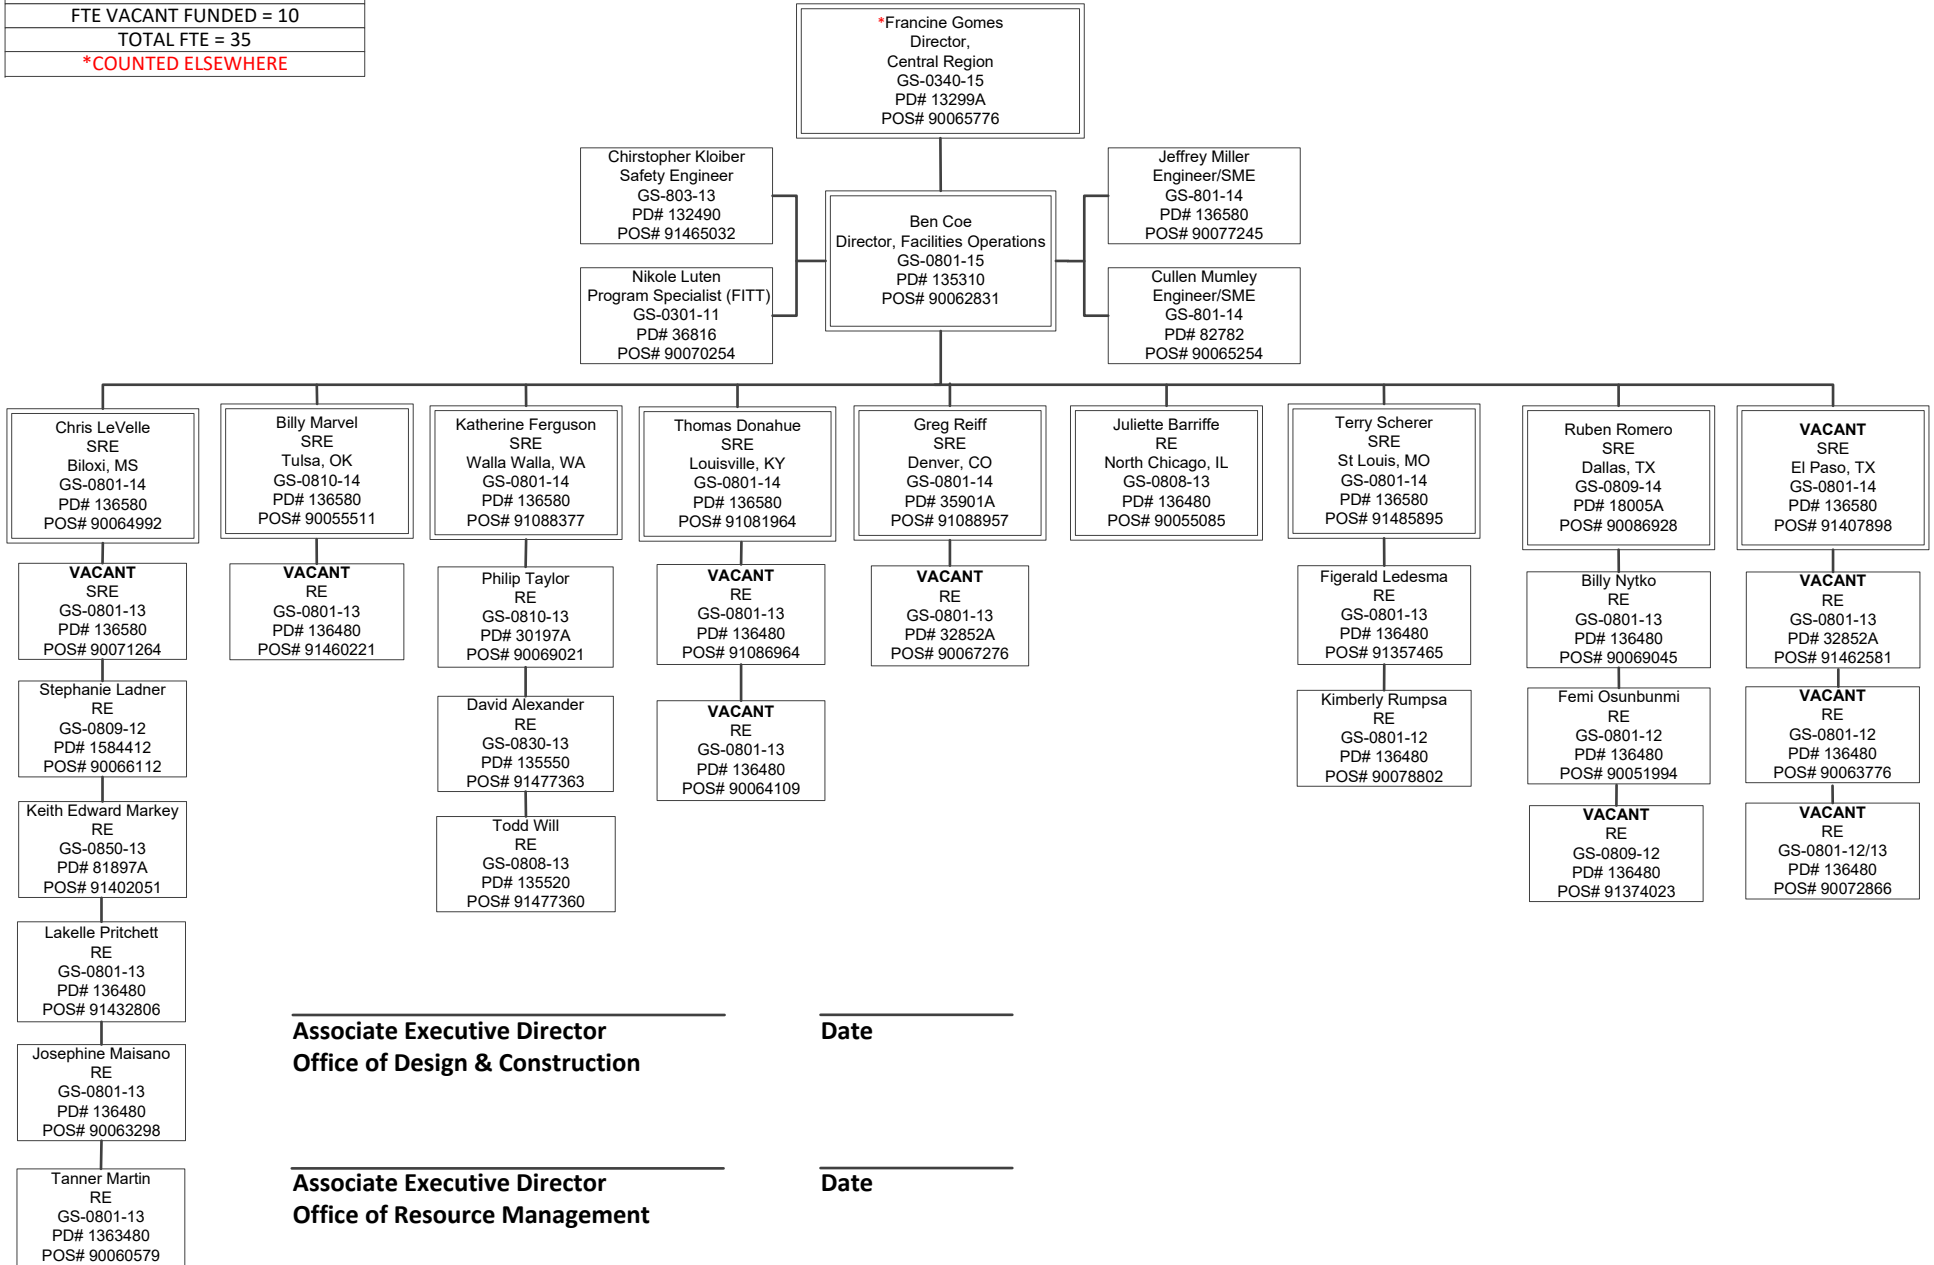 FTE VACANT FUNDED = 10
TOTAL FTE = 35
*COUNTED ELSEWHERE
*Francine Gomes
Director,
Central Region
GS-0340-15
PD# 13299A
POS# 90065776
Chirstopher Kloiber
Safety Engineer
GS-803-13
PD# 132490
POS# 91465032
Jeffrey Miller
Engineer/SME
GS-801-14
PD# 136580
POS# 90077245
Ben Coe
Director, Facilities Operations
GS-0801-15
PD# 135310
POS# 90062831
Nikole Luten
Program Specialist (FITT)
GS-0301-11
PD# 36816
POS# 90070254
Cullen Mumley
Engineer/SME
GS-801-14
PD# 82782
POS# 90065254
Chris LeVelle
SRE
Biloxi, MS
GS-0801-14
PD# 136580
POS# 90064992
Billy Marvel
SRE
Tulsa, OK
GS-0810-14
PD# 136580
POS# 90055511
Katherine Ferguson
SRE
Walla Walla, WA
GS-0801-14
PD# 136580
POS# 91088377
Thomas Donahue
SRE
Louisville, KY
GS-0801-14
PD# 136580
POS# 91081964
Greg Reiff
SRE
Denver, CO
GS-0801-14
PD# 35901A
POS# 91088957
Juliette Barriffe
RE
North Chicago, IL
GS-0808-13
PD# 136480
POS# 90055085
Terry Scherer
SRE
St Louis, MO
GS-0801-14
PD# 136580
POS# 91485895
Ruben Romero
SRE
Dallas, TX
GS-0809-14
PD# 18005A
POS# 90086928
VACANT
SRE
El Paso, TX
GS-0801-14
PD# 136580
POS# 91407898
VACANT
SRE
GS-0801-13
PD# 136580
POS# 90071264
VACANT
RE
GS-0801-13
PD# 136480
POS# 91460221
Philip Taylor
RE
GS-0810-13
PD# 30197A
POS# 90069021
VACANT
RE
GS-0801-13
PD# 136480
POS# 91086964
VACANT
RE
GS-0801-13
PD# 32852A
POS# 90067276
Figerald Ledesma
RE
GS-0801-13
PD# 136480
POS# 91357465
Billy Nytko
RE
GS-0801-13
PD# 136480
POS# 90069045
VACANT
RE
GS-0801-13
PD# 32852A
POS# 91462581
Stephanie Ladner
RE
GS-0809-12
PD# 1584412
POS# 90066112
David Alexander
RE
GS-0830-13
PD# 135550
POS# 91477363
VACANT
RE
GS-0801-13
PD# 136480
POS# 90064109
Kimberly Rumpsa
RE
GS-0801-12
PD# 136480
POS# 90078802
Femi Osunbunmi
RE
GS-0801-12
PD# 136480
POS# 90051994
VACANT
RE
GS-0801-12
PD# 136480
POS# 90063776
Keith Edward Markey
RE
GS-0850-13
PD# 81897A
POS# 91402051
Todd Will
RE
GS-0808-13
PD# 135520
POS# 91477360
VACANT
RE
GS-0809-12
PD# 136480
POS# 91374023
VACANT
RE
GS-0801-12/13
PD# 136480
POS# 90072866
Lakelle Pritchett
RE
GS-0801-13
PD# 136480
POS# 91432806
Josephine Maisano
RE
GS-0801-13
PD# 136480
POS# 90063298
Tanner Martin
RE
GS-0801-13
PD# 1363480
POS# 90060579
Associate Executive Director
Office of Design & Construction
Date
Associate Executive Director
Office of Resource Management
Date